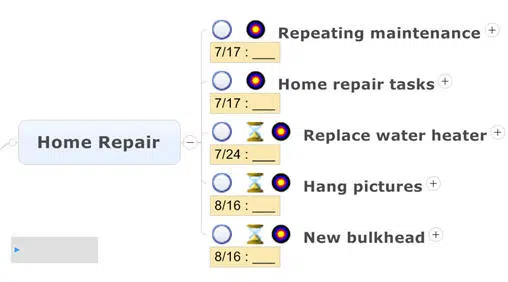 Repeating maintenance
7/17 : ___
Home repair tasks
7/17 : ___
Home Repair
Replace water heater
7/24 : ___
Hang pictures
8/16 : ___
New bulkhead
8/16 : ___